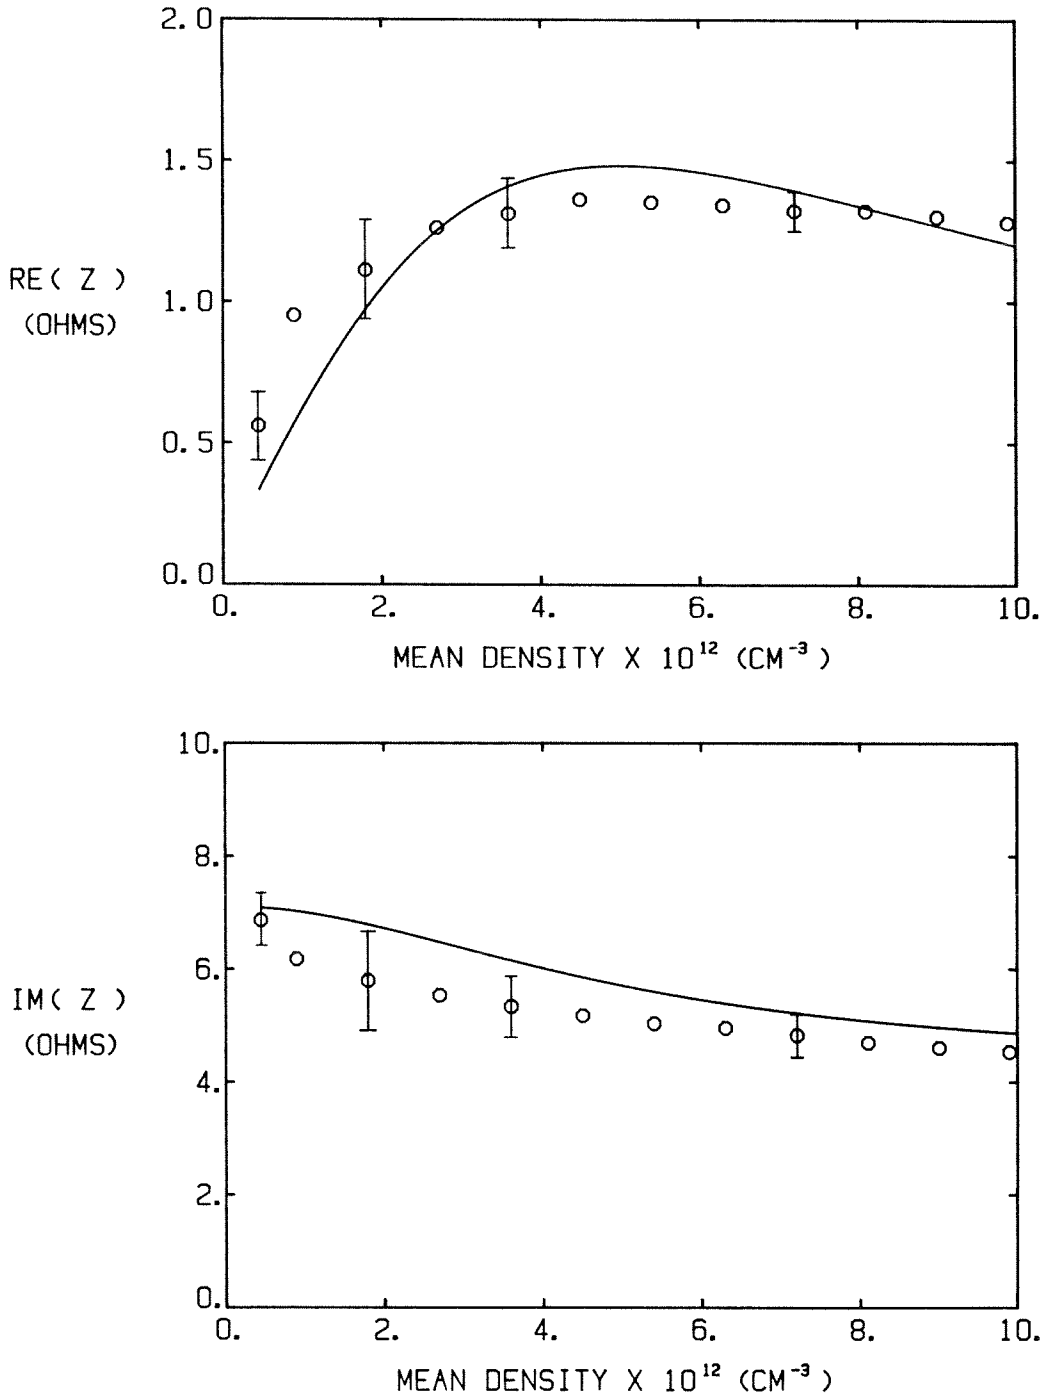 2.0
1.5
1.0
0.5
0.0
RE( Z )
(OHMS)
0. 2. 4. 6. 8. 10.
MEAN DENSITY X 10¹² (CM⁻³)
10.
8.
6.
4.
2.
0.
IM( Z )
(OHMS)
0. 2. 4. 6. 8. 10.
MEAN DENSITY X 10¹² (CM⁻³)